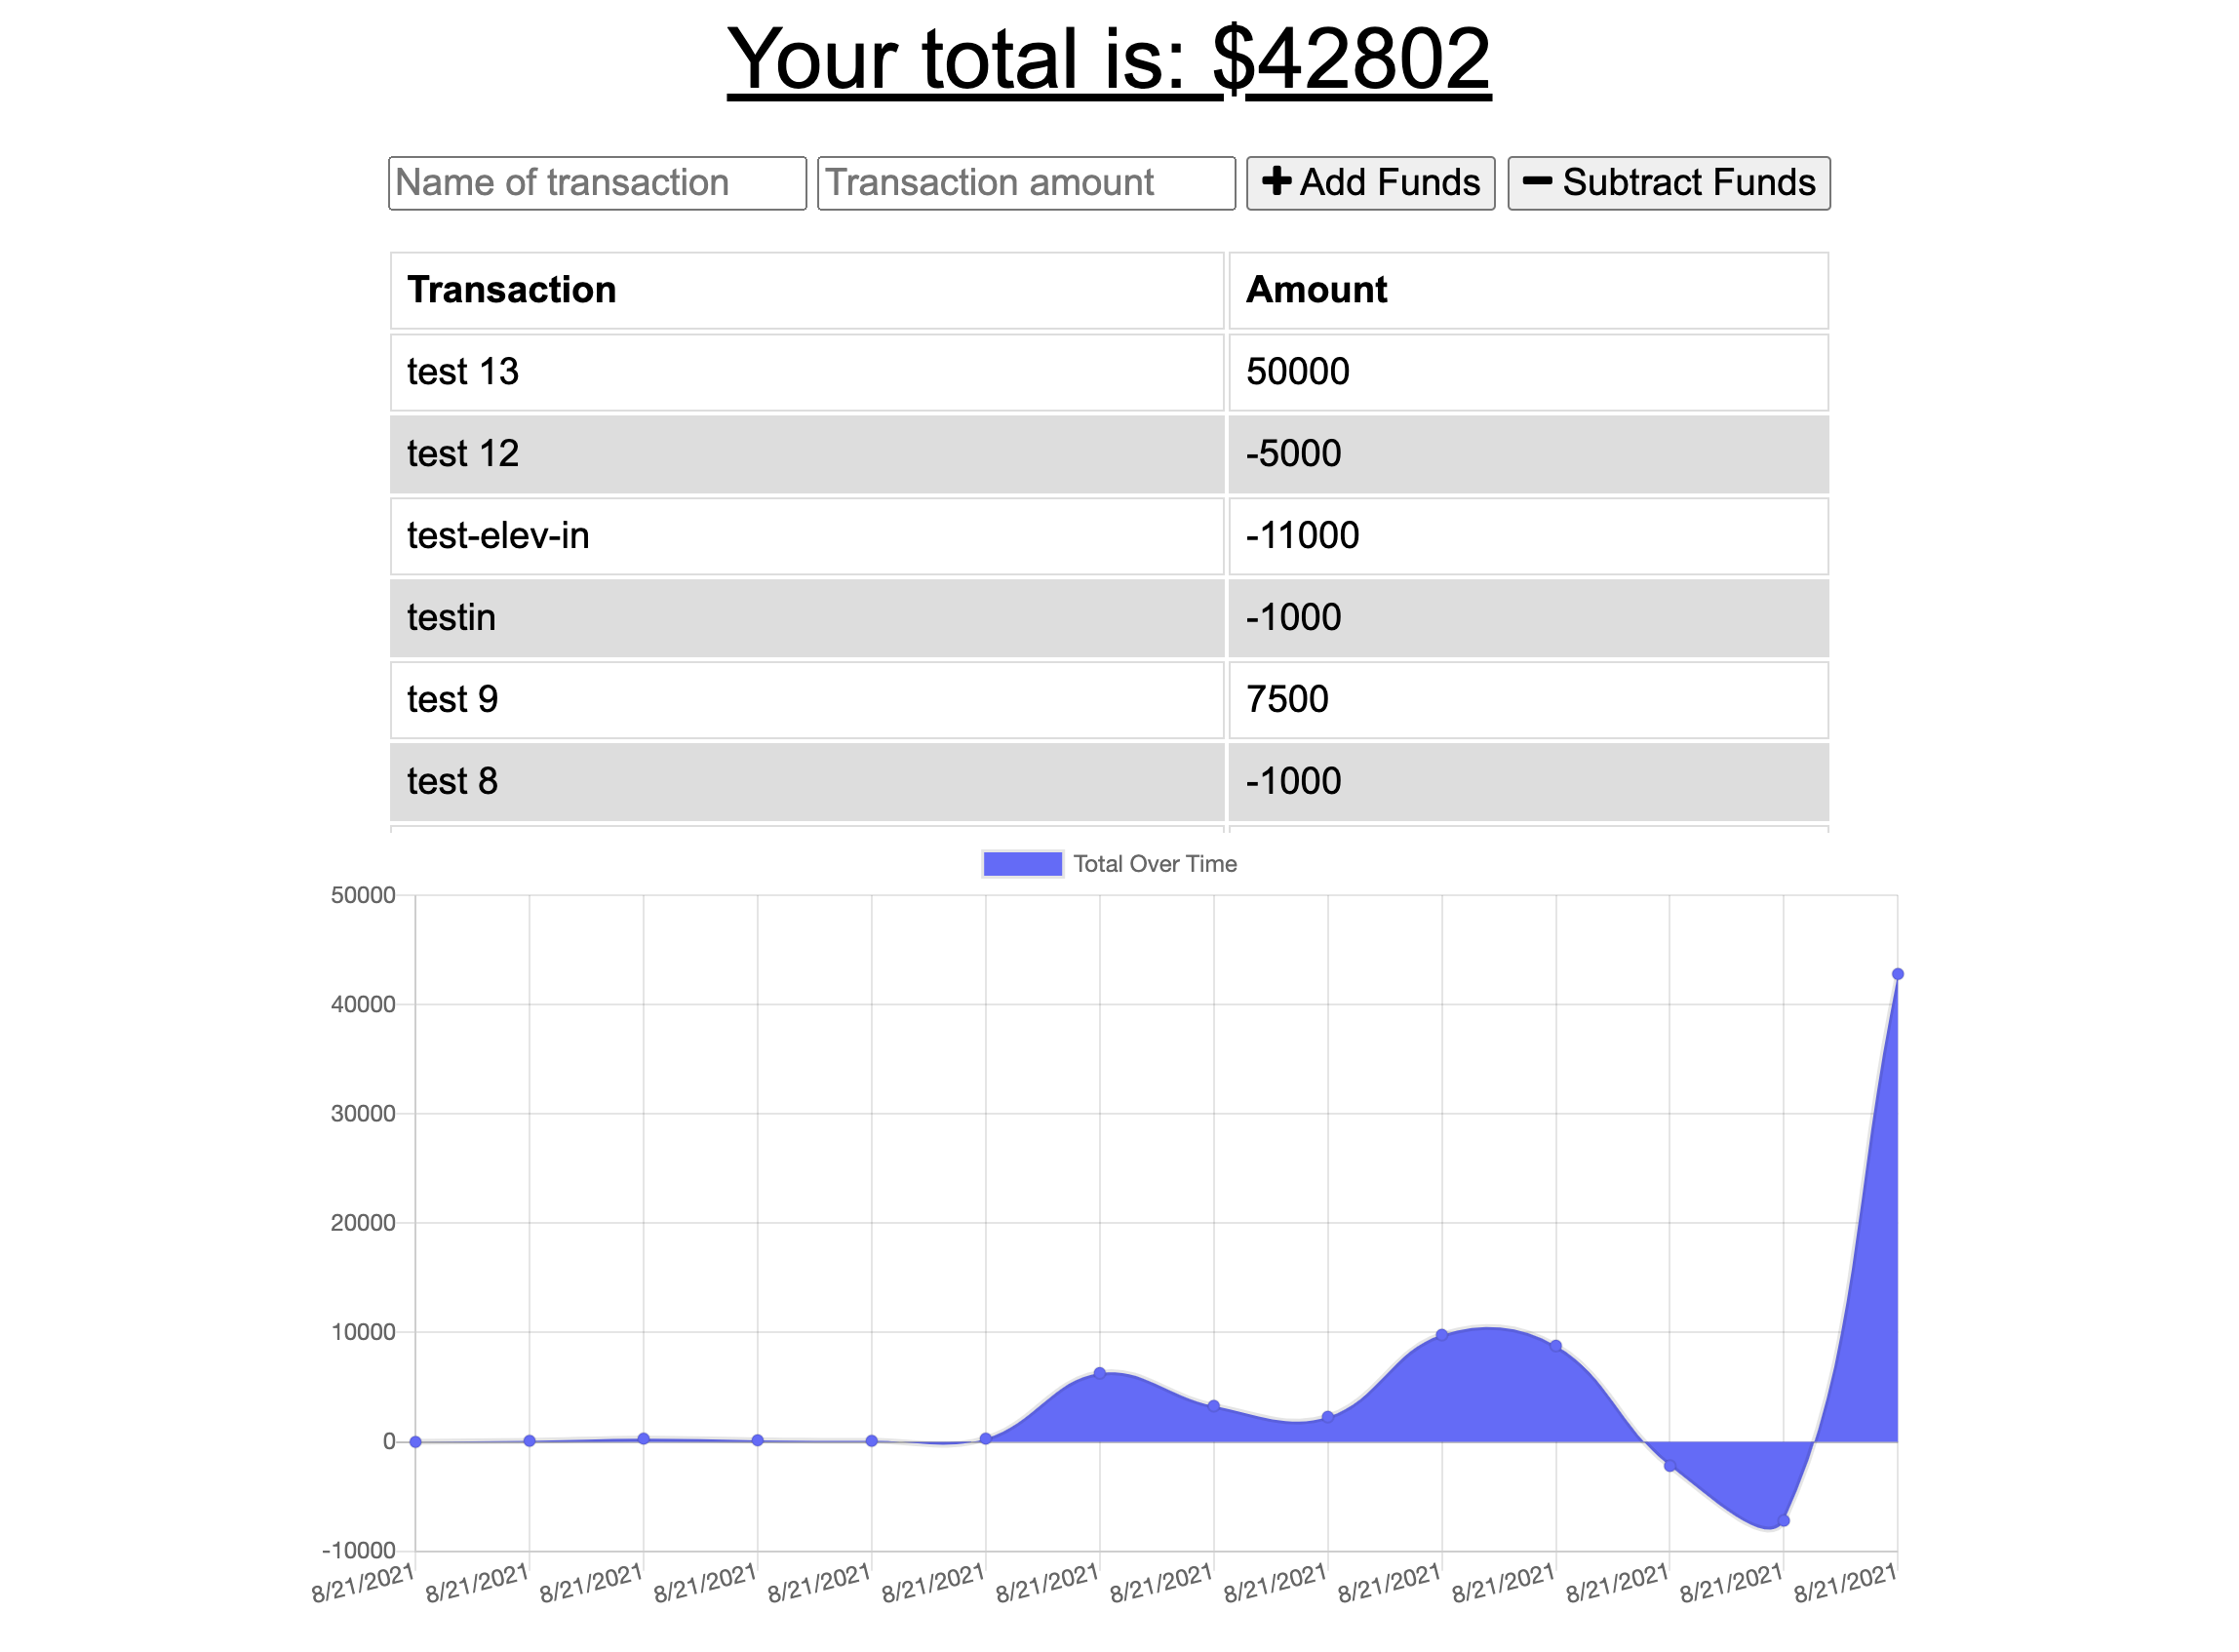 Your total is: $42802
Name of transaction Transaction amount Add Funds Subtract Funds
Transaction Amount
test 13 50000
test 12 -5000
test-elev-in -11000
testin -1000
test 9 7500
test 8 -1000
Total Over Time
50000
40000
30000
20000
10000
0
-10000
8/21/2021 8/21/2021 8/21/2021 8/21/2021 8/21/2021 8/21/2021 8/21/2021 8/21/2021 8/21/2021 8/21/2021 8/21/2021 8/21/2021 8/21/2021 8/21/2021